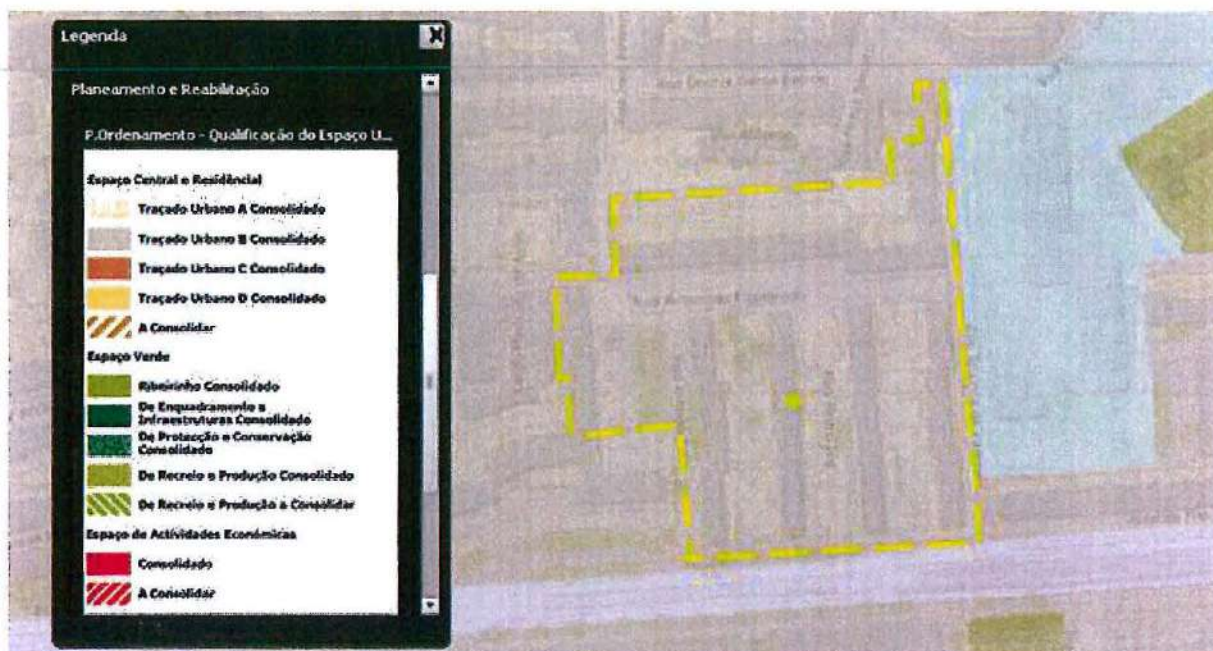 Legenda
X
Planeamento e Reabilitação
P.Ordenamento - Qualificação do Espaço U...
Espaço Central e Residêncial
Traçado Urbano A Consolidado
Traçado Urbano B Consolidado
Traçado Urbano C Consolidado
Traçado Urbano D Consolidado
A Consolidar
Espaço Verde
Ribeirinho Consolidado
De Enquadramento e
Infraestruturas Consolidado
De Protecção e Conservação
Consolidado
De Recreio e Produção Consolidado
De Recreio e Produção a Consolidar
Espaço de Actividades Económicas
Consolidado
A Consolidar